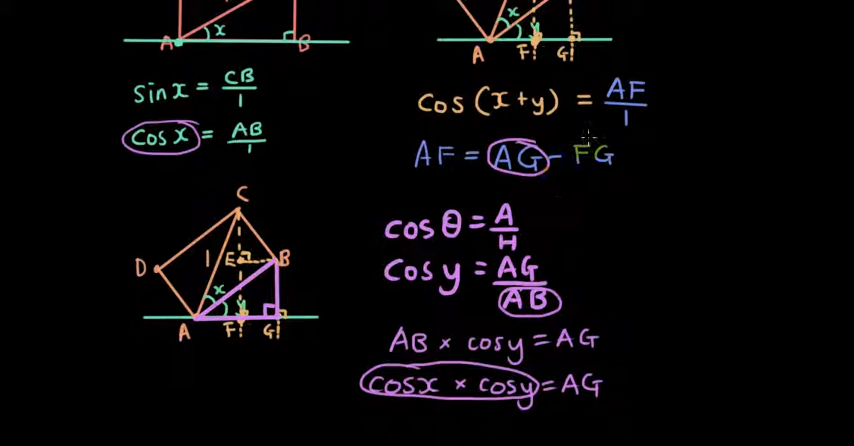 A x B
A x y F G
sin x = CB/1
cos x = AB/1
cos (x+y) = AF/1
AF = AG - FG
C
D 1 E B
x y
A F G
cos θ = A/H
cos y = AG/AB
AB × cos y = AG
cos x × cos y = AG